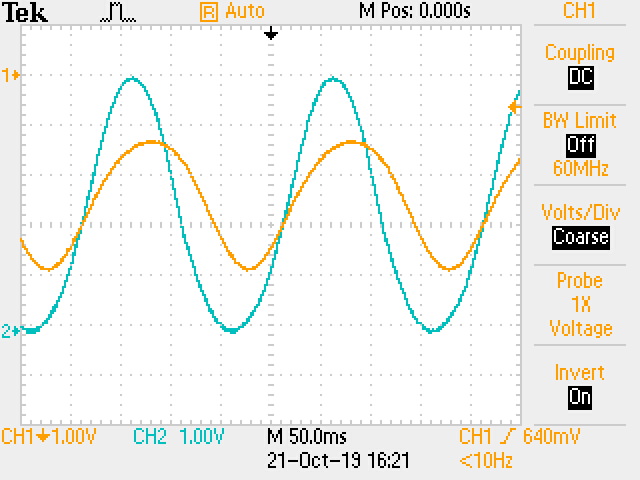 Tek R Auto M Pos: 0.000s CH1
1
2
Coupling
DC
BW Limit
Off
60MHz
Volts/Div
Coarse
Probe
1X
Voltage
Invert
On
CH1 1.00V CH2 1.00V M 50.0ms CH1 640mV
21-Oct-19 16:21 <10Hz